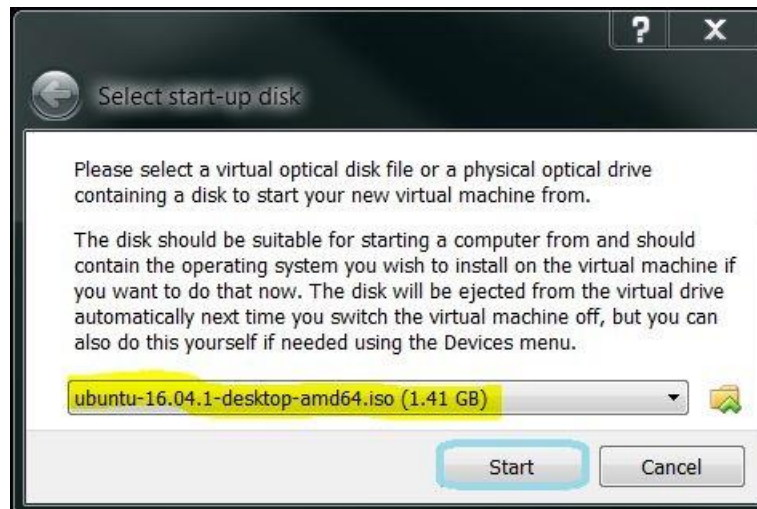 ? X
Select start-up disk
Please select a virtual optical disk file or a physical optical drive
containing a disk to start your new virtual machine from.
The disk should be suitable for starting a computer from and should
contain the operating system you wish to install on the virtual machine if
you want to do that now. The disk will be ejected from the virtual drive
automatically next time you switch the virtual machine off, but you can
also do this yourself if needed using the Devices menu.
ubuntu-16.04.1-desktop-amd64.iso (1.41 GB)
Start Cancel